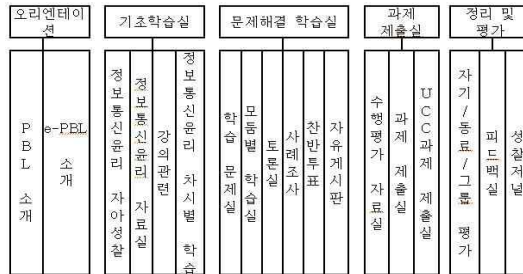 오리엔테이션
기초학습실
문제해결 학습실
과제 제출실
정리 및 평가
PBL 소개
e-PBL 소개
정보통신윤리 자아성찰
정보통신윤리 자료실
강의관련
정보통신윤리 차시별 학습
학습 문제실
모둠별 학습실
토론실
사례조사
찬반투표
자유게시판
수행평가 자료실
과제 제출실
UCC과제 제출실
자기/동료/그룹 평가
피드백실
성찰저널